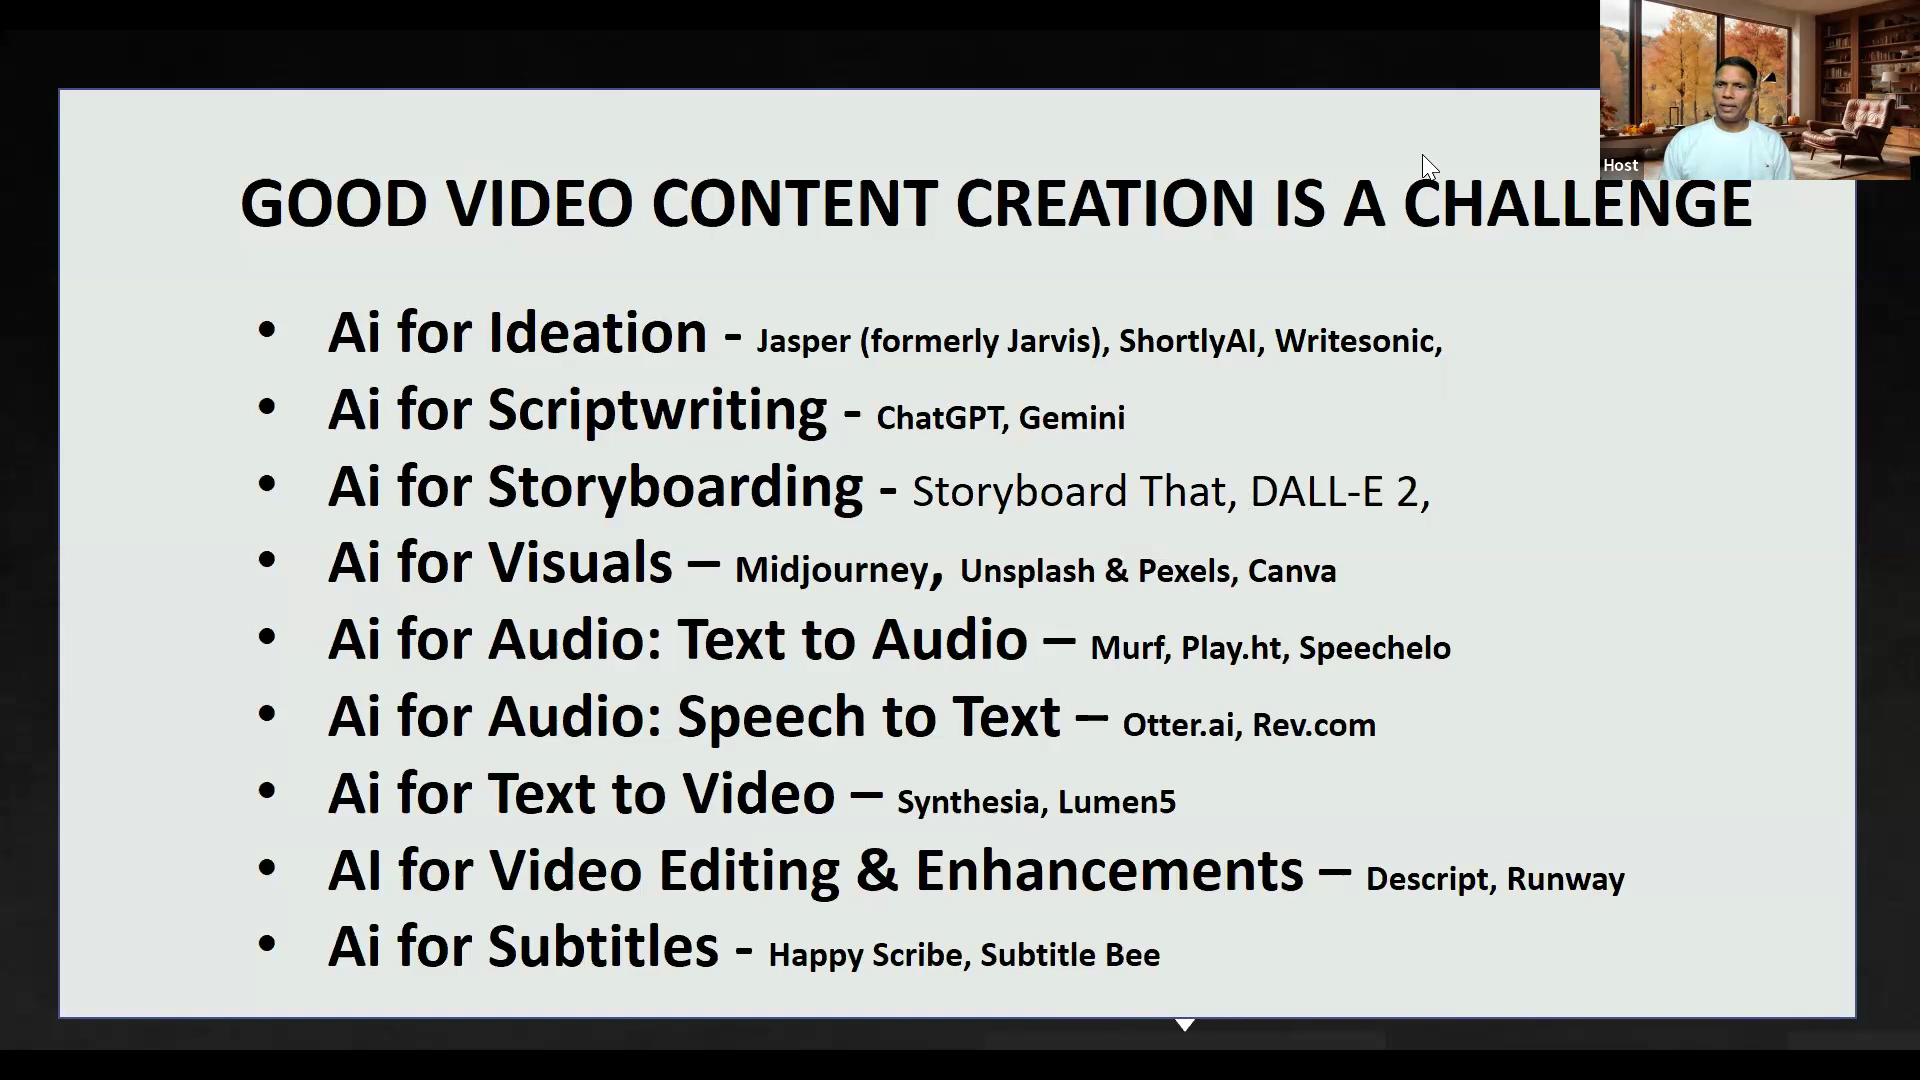 Host
GOOD VIDEO CONTENT CREATION IS A CHALLENGE
• Ai for Ideation - Jasper (formerly Jarvis), ShortlyAI, Writesonic,
• Ai for Scriptwriting - ChatGPT, Gemini
• Ai for Storyboarding - Storyboard That, DALL-E 2,
• Ai for Visuals – Midjourney, Unsplash & Pexels, Canva
• Ai for Audio: Text to Audio – Murf, Play.ht, Speechelo
• Ai for Audio: Speech to Text – Otter.ai, Rev.com
• Ai for Text to Video – Synthesia, Lumen5
• AI for Video Editing & Enhancements – Descript, Runway
• Ai for Subtitles - Happy Scribe, Subtitle Bee